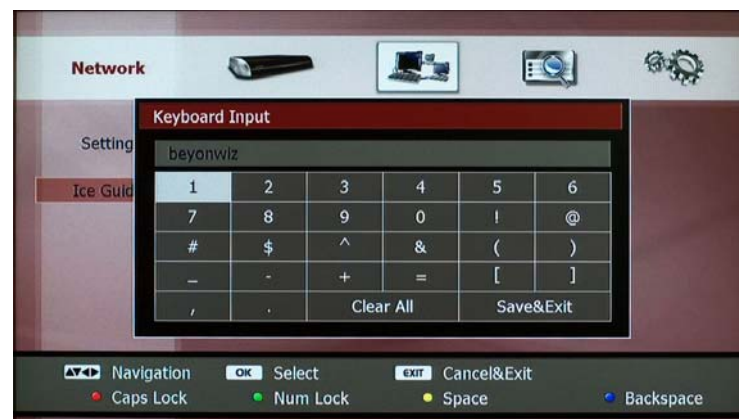 Network
Keyboard Input
Setting
beyonwiz
Ice Guid
1 2 3 4 5 6
7 8 9 0 ! @
# $ ^ & ( )
_ - + = [ ]
, . Clear All Save&Exit
Navigation OK Select EXIT Cancel&Exit
Caps Lock Num Lock Space Backspace